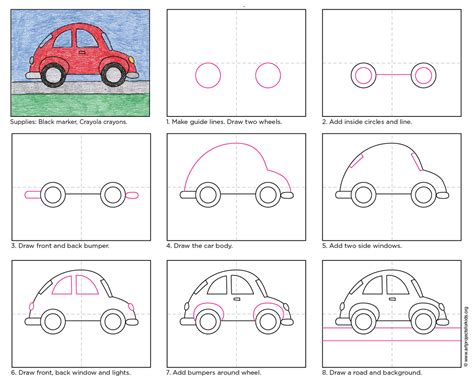 Supplies: Black marker, Crayola crayons.
1. Make guide lines. Draw two wheels.
2. Add inside circles and line.
3. Draw front and back bumper.
4. Draw the car body.
5. Add two side windows.
6. Draw front, back window and lights.
7. Add bumpers around wheel.
8. Draw a road and background.
© www.artprojectsforkids.org